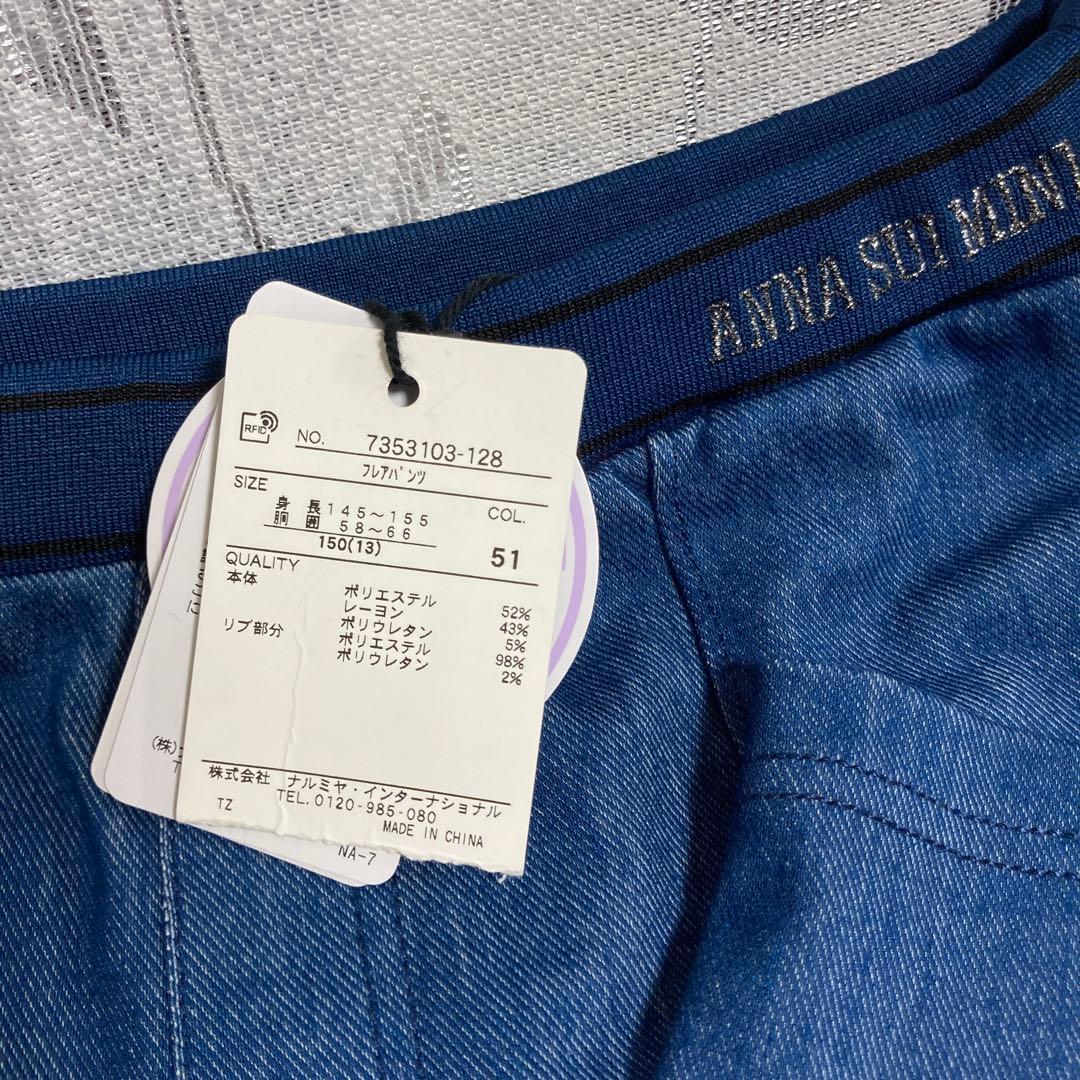 ANNA SUI MINI
RFID
NO. 7353103-128
フレアパンツ
SIZE
身長 145～155
胴囲 58～66
150(13)
COL.
51
QUALITY
本体
ポリエステル 52%
レーヨン 43%
ポリウレタン 5%
リブ部分 ポリエステル 98%
ポリウレタン 2%
株式会社 ナルミヤ・インターナショナル
TEL.0120-985-080
TZ
MADE IN CHINA
(株)
T
NA-7